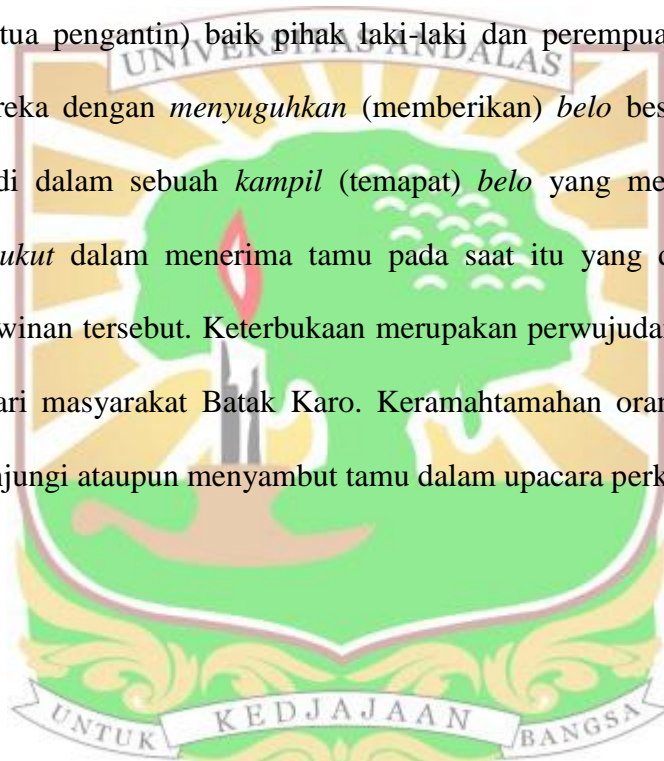 tua pengantin) baik pihak laki-laki dan perempua
UNIVERSITAS ANDALAS
reka dengan menyuguhkan (memberikan) belo bes
di dalam sebuah kampil (temapat) belo yang me
ukut dalam menerima tamu pada saat itu yang
winan tersebut. Keterbukaan merupakan perwujudan
ari masyarakat Batak Karo. Keramahtamahan oran
jungi ataupun menyambut tamu dalam upacara perk
UNTUK KEDJAJAAN BANGSA